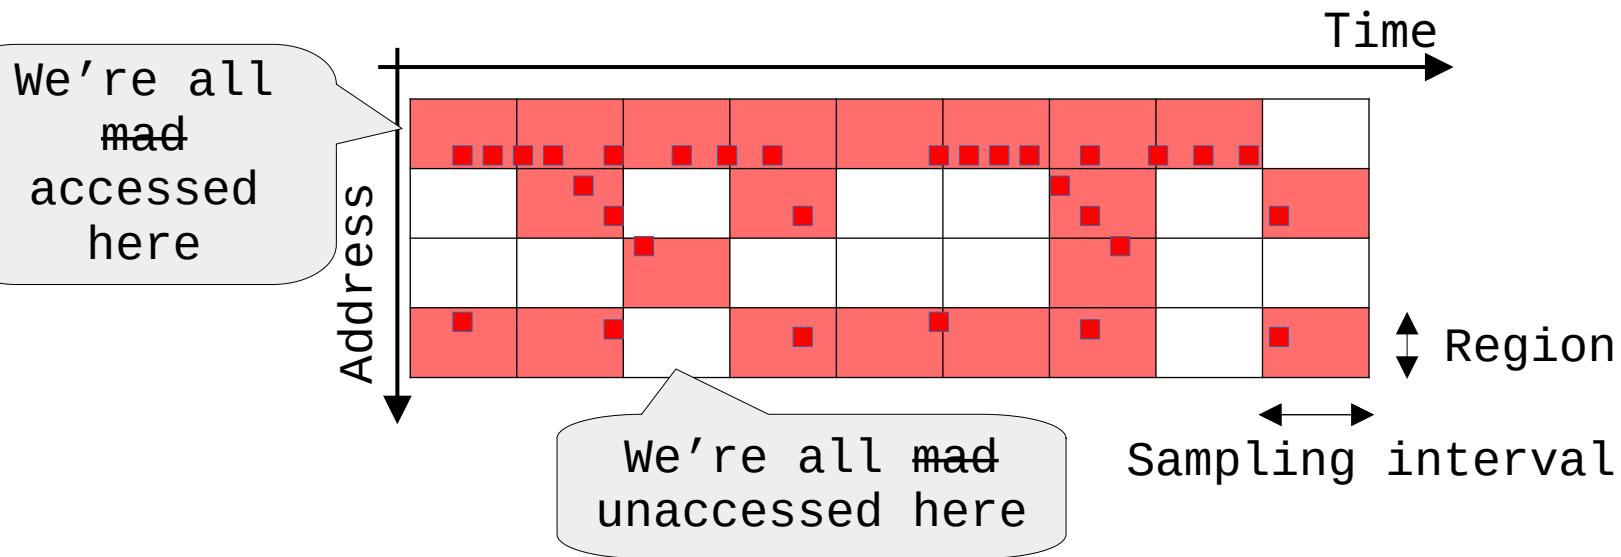 Time
We’re all
mad
accessed
here
Address
Region
Sampling interval
We’re all mad
unaccessed here